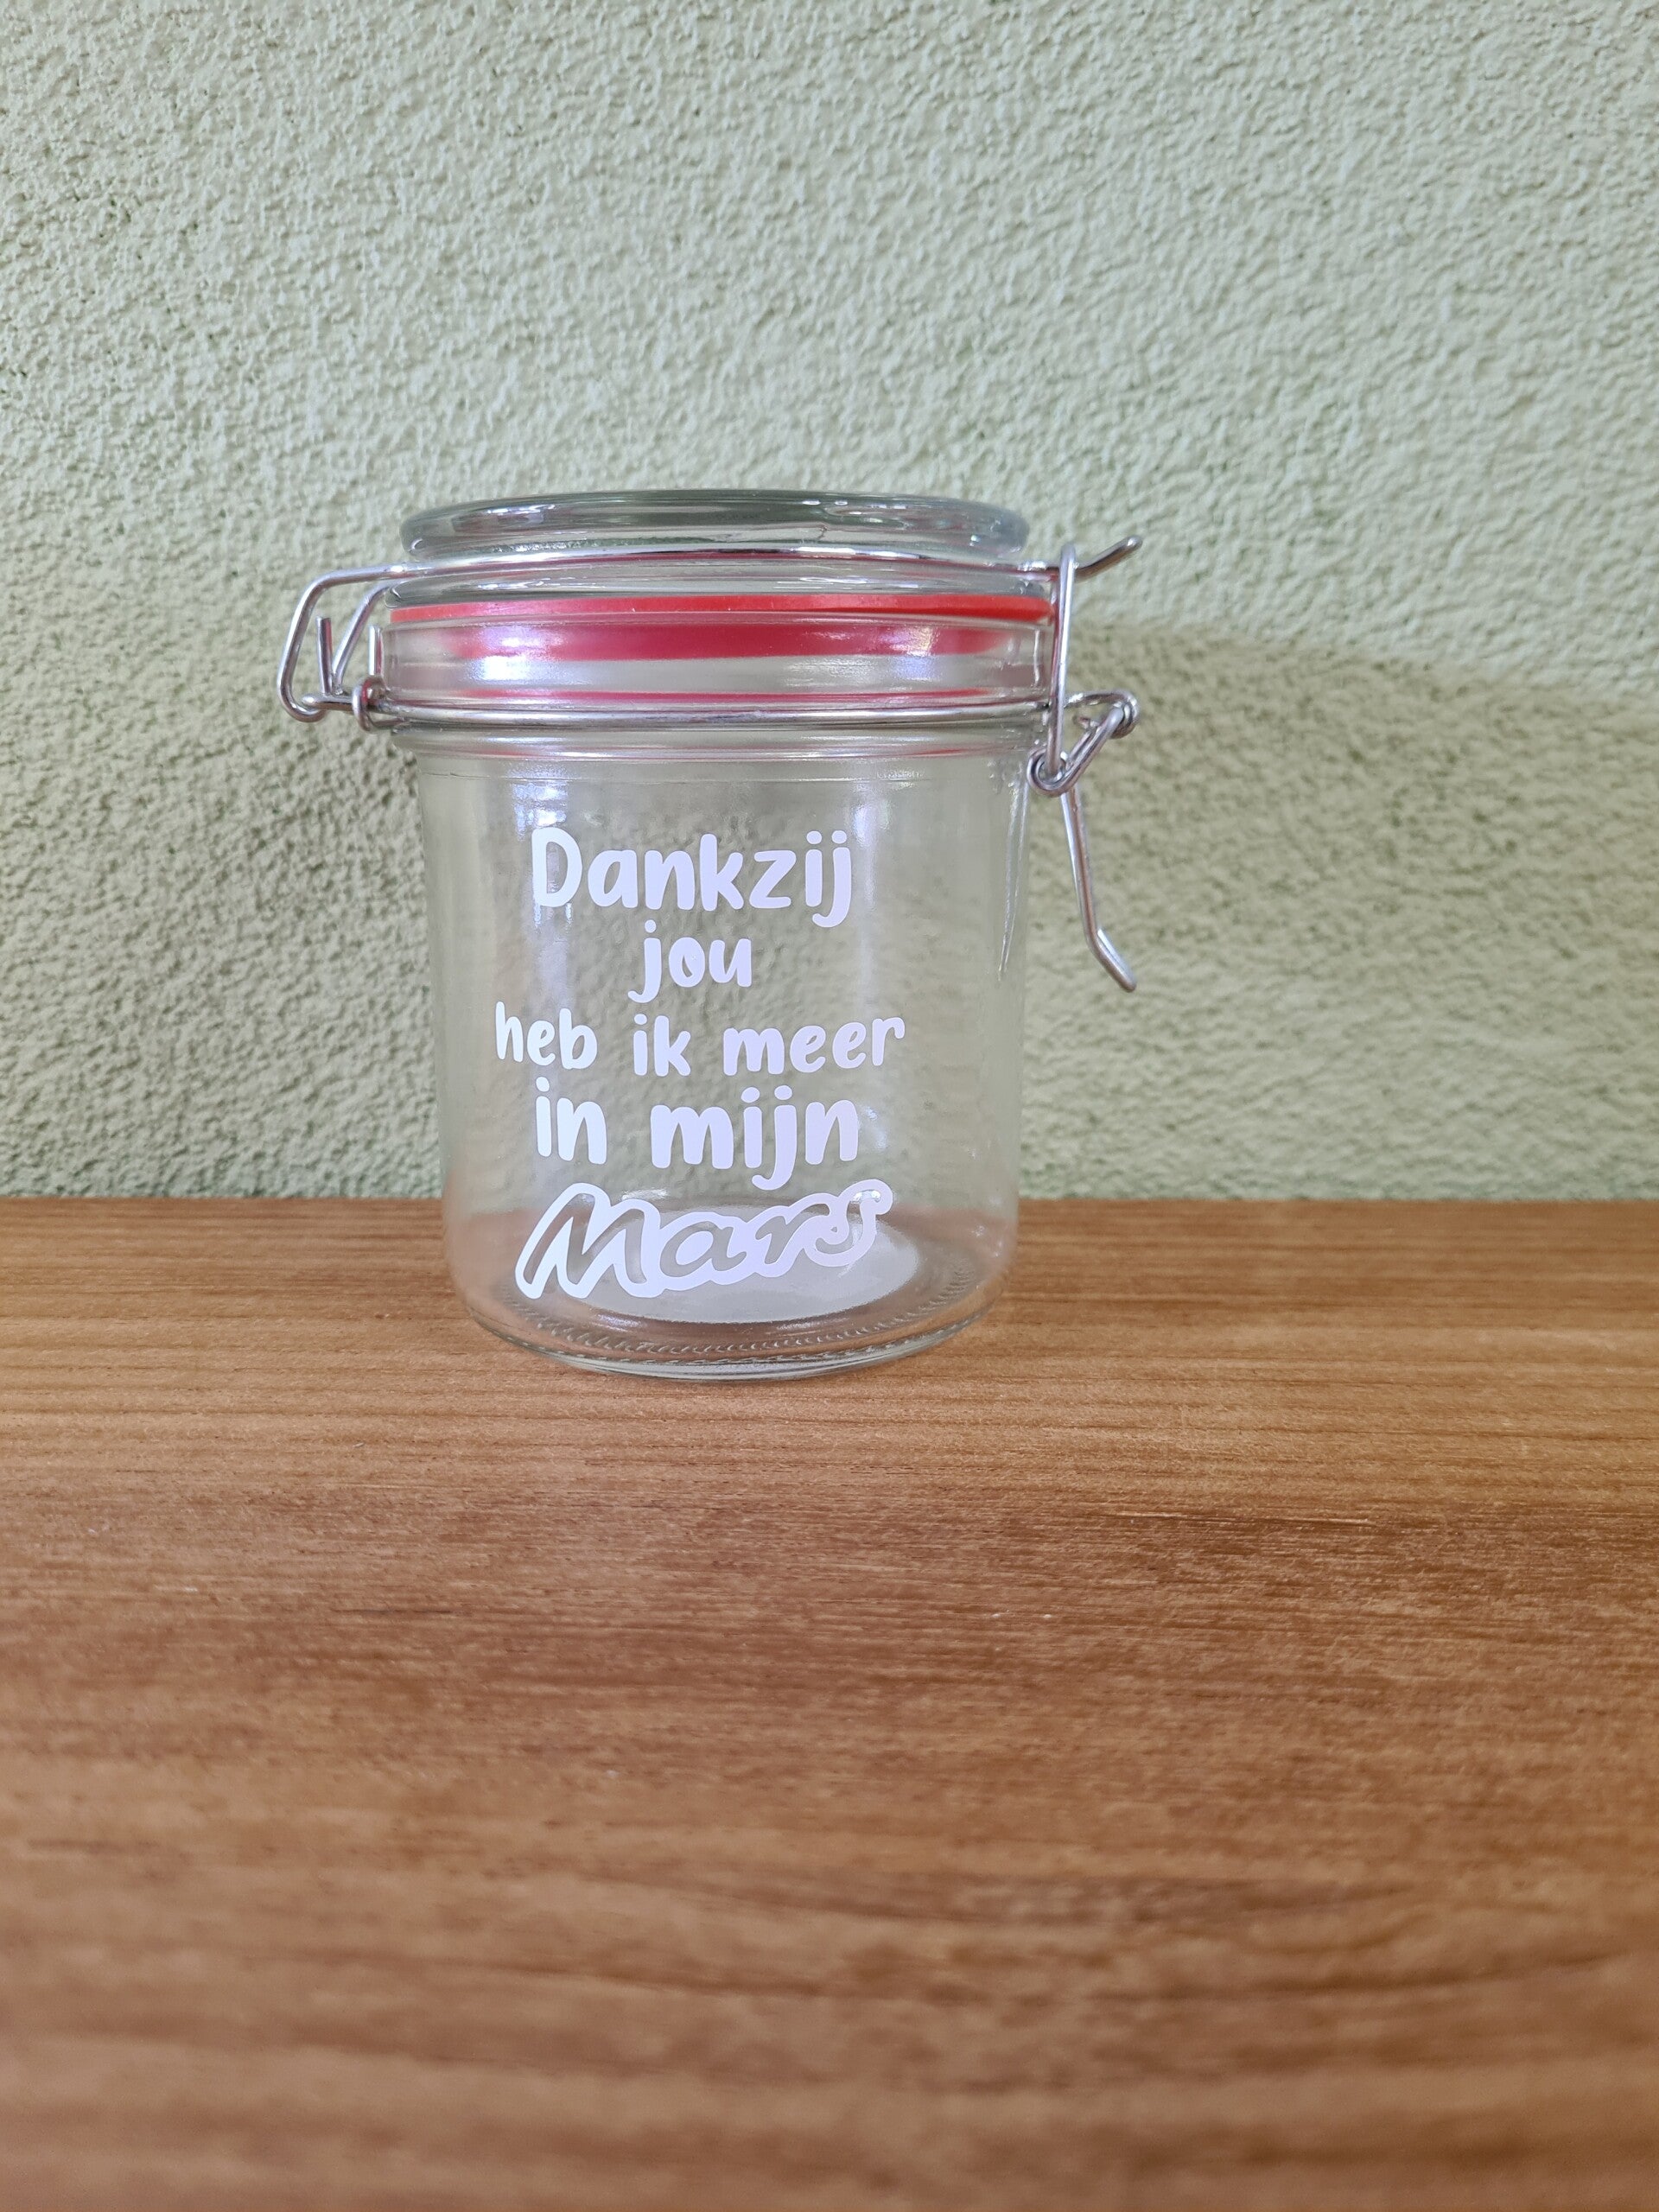 Dankzij
jou
heb ik meer
in mijn
Mars